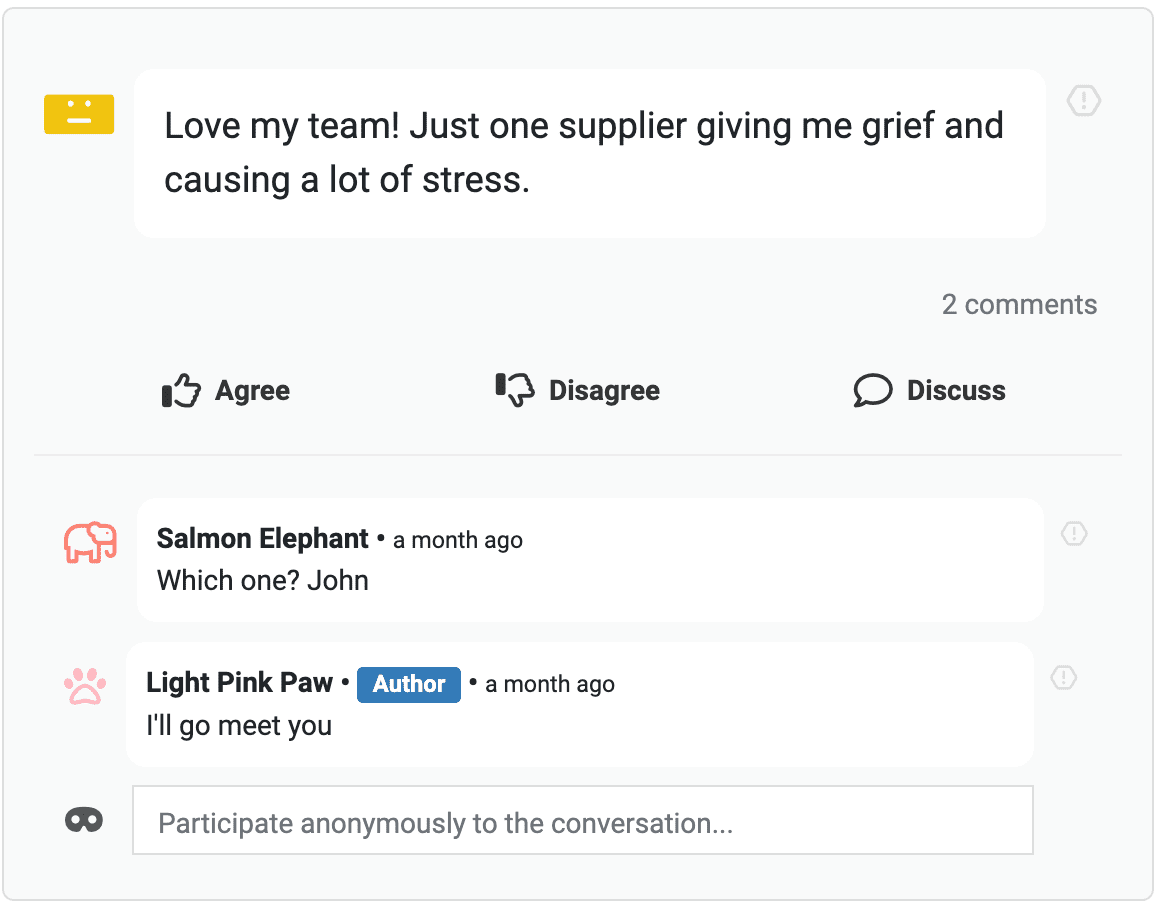 Love my team! Just one supplier giving me grief and
causing a lot of stress.
2 comments
Agree
Disagree
Discuss
Salmon Elephant • a month ago
Which one? John
Light Pink Paw • Author • a month ago
I'll go meet you
Participate anonymously to the conversation...